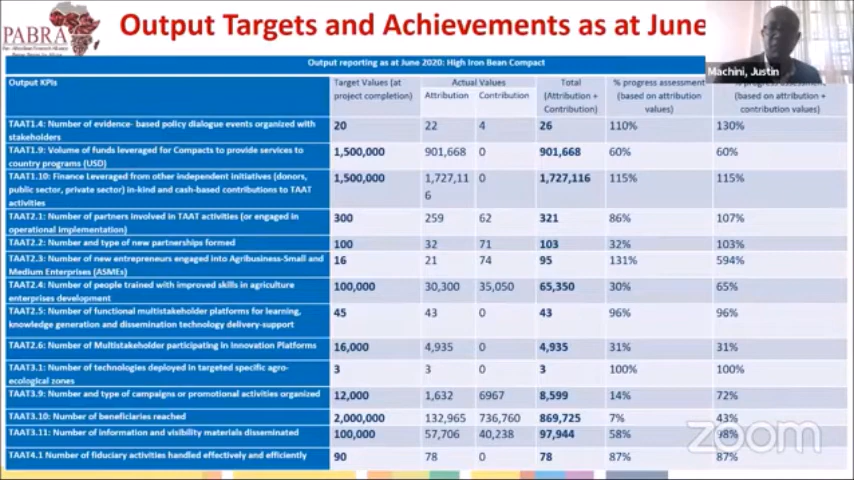 PABRA
Output Targets and Achievements as at June
Machini, Justin
Output reporting as at June 2020: High Iron Bean Compact
Output KPIs
Target Values (at project completion)
Actual Values
Attribution
Contribution
Total (Attribution + Contribution)
% progress assessment (based on attribution values)
(based on attribution + contribution values)
TAAT1.4: Number of evidence- based policy dialogue events organized with stakeholders
20 22 4 26 110% 130%
TAAT1.9: Volume of funds leveraged for Compacts to provide services to country programs (USD)
1,500,000 901,668 0 901,668 60% 60%
TAAT1.10: Finance Leveraged from other independent initiatives (donors, public sector, private sector) in-kind and cash-based contributions to TAAT activities
1,500,000 1,727,116 0 1,727,116 115% 115%
TAAT2.1: Number of partners involved in TAAT activities (or engaged in operational Implementation)
300 259 62 321 86% 107%
TAAT2.2: Number and type of new partnerships formed
100 32 71 103 32% 103%
TAAT2.3: Number of new entrepreneurs engaged into Agribusiness-Small and Medium Enterprises (ASMEs)
16 21 74 95 131% 594%
TAAT2.4: Number of people trained with improved skills in agriculture enterprises development
100,000 30,300 35,050 65,350 30% 65%
TAAT2.5: Number of functional multistakeholder platforms for learning, knowledge generation and dissemination technology delivery-support
45 43 0 43 96% 96%
TAAT2.6: Number of Multistakeholder participating in Innovation Platforms
16,000 4,935 0 4,935 31% 31%
TAAT3.1: Number of technologies deployed in targeted specific agro-ecological zones
3 3 0 3 100% 100%
TAAT3.9: Number and type of campaigns or promotional activities organized
12,000 1,632 6967 8,599 14% 72%
TAAT3.10: Number of beneficiaries reached
2,000,000 132,965 736,760 869,725 7% 43%
TAAT3.11: Number of information and visibility materials disseminated
100,000 57,706 40,238 97,944 58% 98%
TAAT4.1 Number of fiduciary activities handled effectively and efficiently
90 78 0 78 87% 87%
zoom